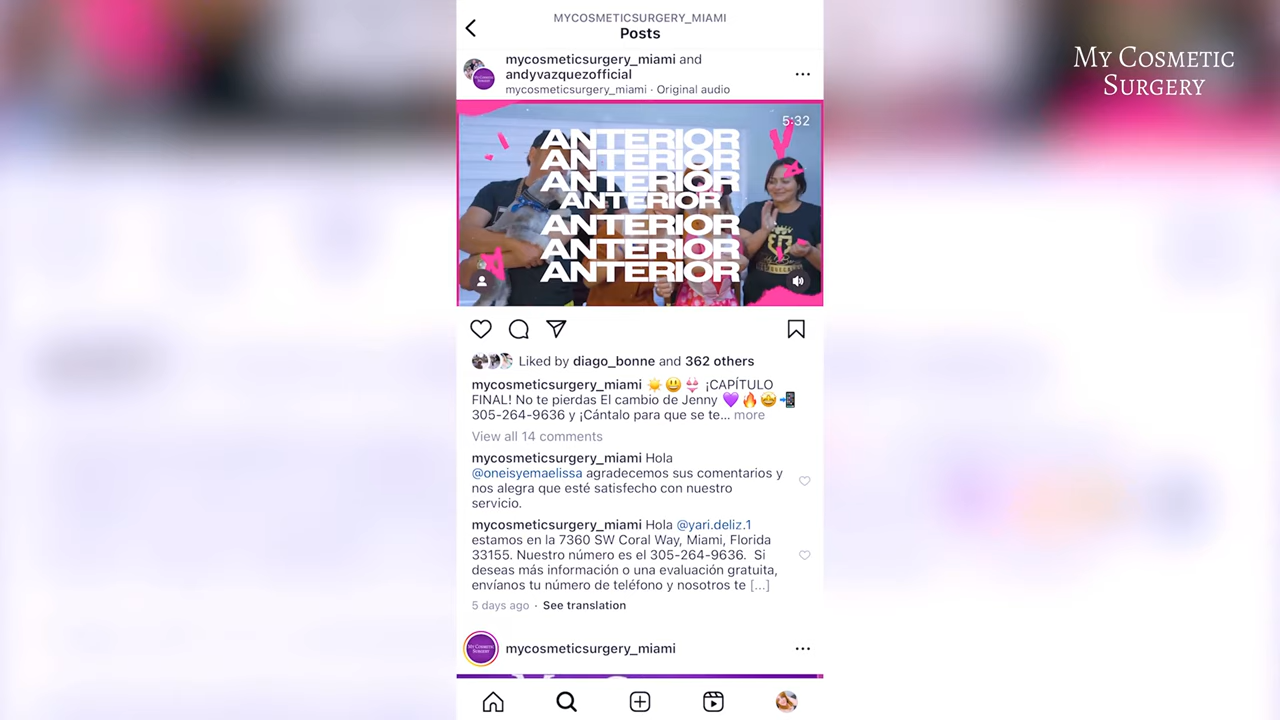 MYCOSMETICSURGERY_MIAMI
Posts
My Cosmetic
Surgery
mycosmeticsurgery_miami and
andyvazquezofficial
mycosmeticsurgery_miami · Original audio
5:32
ANTERIOR
ANTERIOR
ANTERIOR
ANTERIOR
ANTERIOR
ANTERIOR
ANTERIOR
Liked by diago_bonne and 362 others
mycosmeticsurgery_miami ☀️😃👙 ¡CAPÍTULO
FINAL! No te pierdas El cambio de Jenny 💜🔥🤩📲
305-264-9636 y ¡Cántalo para que se te... more
View all 14 comments
mycosmeticsurgery_miami Hola
@oneisyemaelissa agradecemos sus comentarios y
nos alegra que esté satisfecho con nuestro
servicio.
mycosmeticsurgery_miami Hola @yari.deliz.1
estamos en la 7360 SW Coral Way, Miami, Florida
33155. Nuestro número es el 305-264-9636. Si
deseas más información o una evaluación gratuita,
envíanos tu número de teléfono y nosotros te [...]
5 days ago · See translation
mycosmeticsurgery_miami